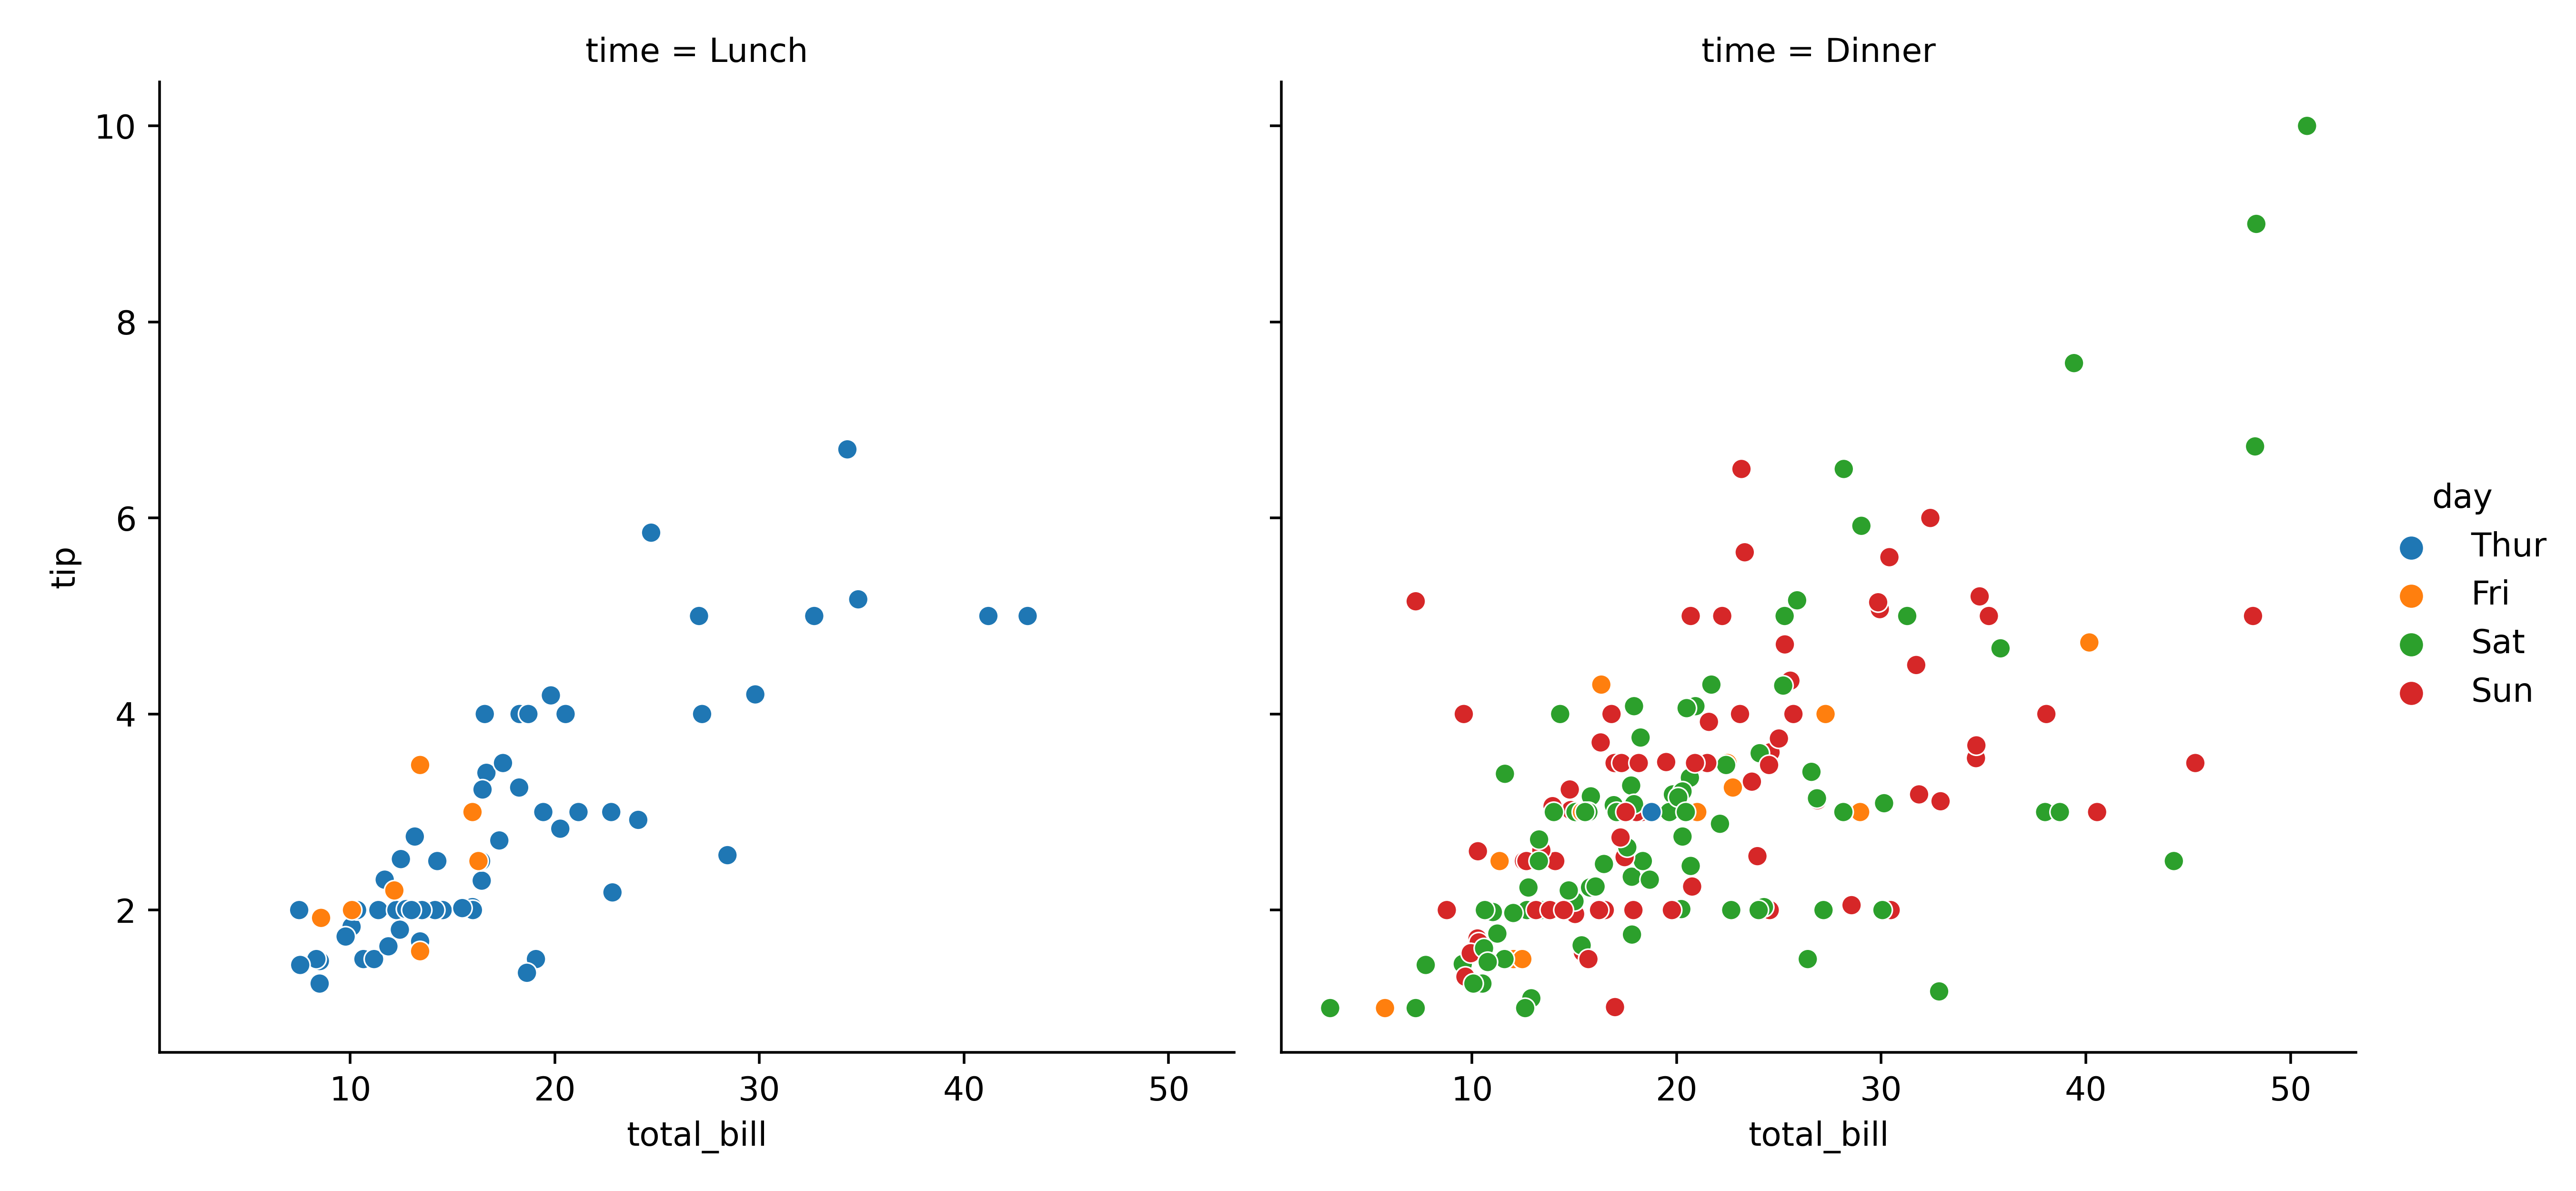 time = Lunch
time = Dinner
10
8
6
4
2
tip
10 20 30 40 50
total_bill
10 20 30 40 50
total_bill
day
Thur
Fri
Sat
Sun